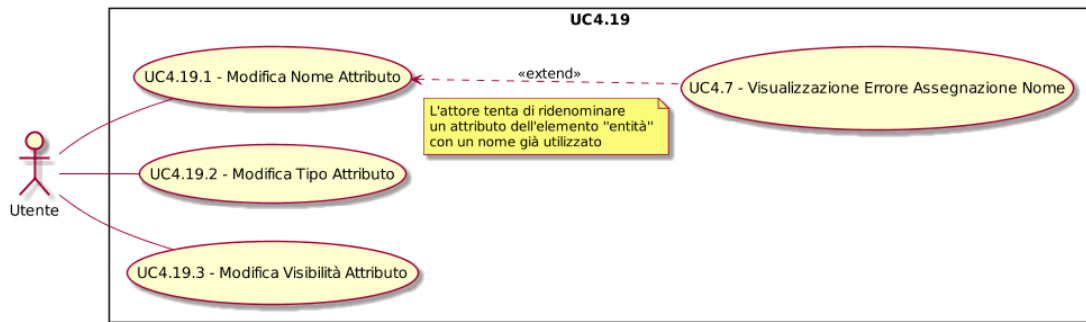 UC4.19
UC4.19.1 - Modifica Nome Attributo
«extend»
UC4.7 - Visualizzazione Errore Assegnazione Nome
L'attore tenta di ridenominare
un attributo dell'elemento "entità"
con un nome già utilizzato
UC4.19.2 - Modifica Tipo Attributo
Utente
UC4.19.3 - Modifica Visibilità Attributo